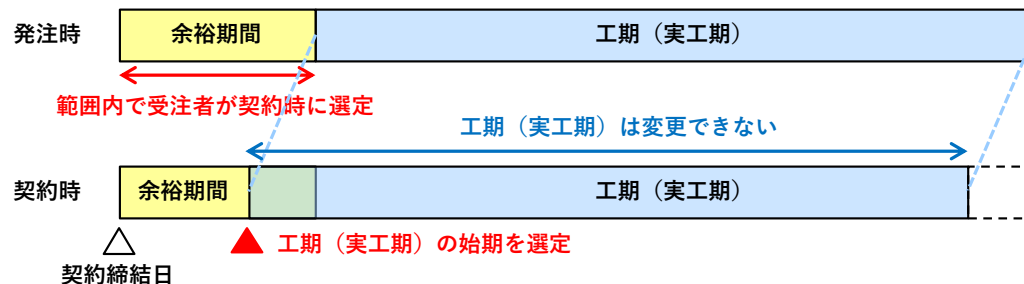 発注時
余裕期間
工期（実工期）
範囲内で受注者が契約時に選定
工期（実工期）は変更できない
契約時
余裕期間
工期（実工期）
工期（実工期）の始期を選定
契約締結日